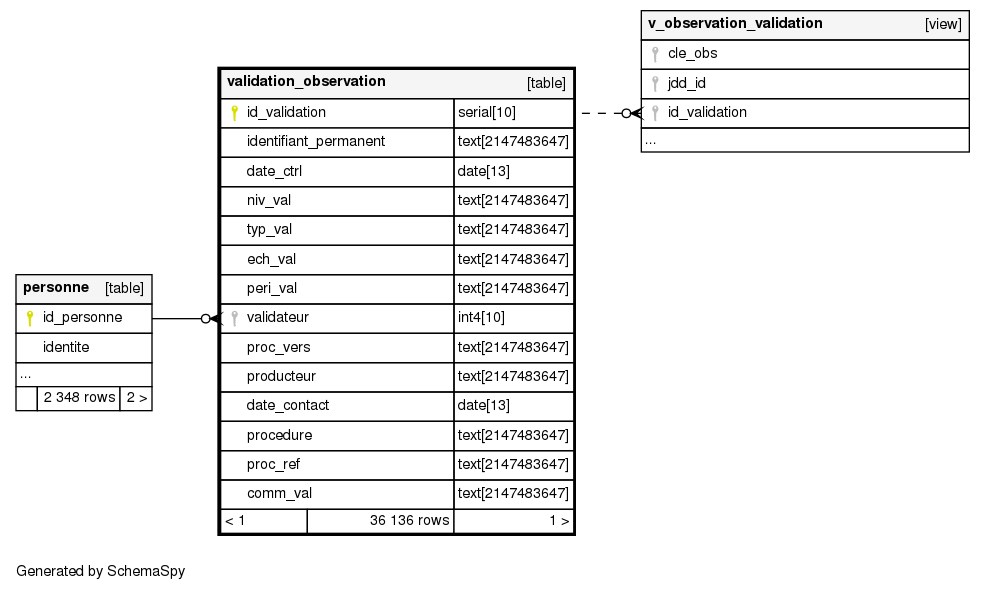 v_observation_validation [view]
cle_obs
jdd_id
id_validation
...
validation_observation [table]
id_validation serial[10]
identifiant_permanent text[2147483647]
date_ctrl date[13]
niv_val text[2147483647]
typ_val text[2147483647]
ech_val text[2147483647]
peri_val text[2147483647]
validateur int4[10]
proc_vers text[2147483647]
producteur text[2147483647]
date_contact date[13]
procedure text[2147483647]
proc_ref text[2147483647]
comm_val text[2147483647]
< 1 36 136 rows 1 >
personne [table]
id_personne
identite
...
2 348 rows 2 >
Generated by SchemaSpy